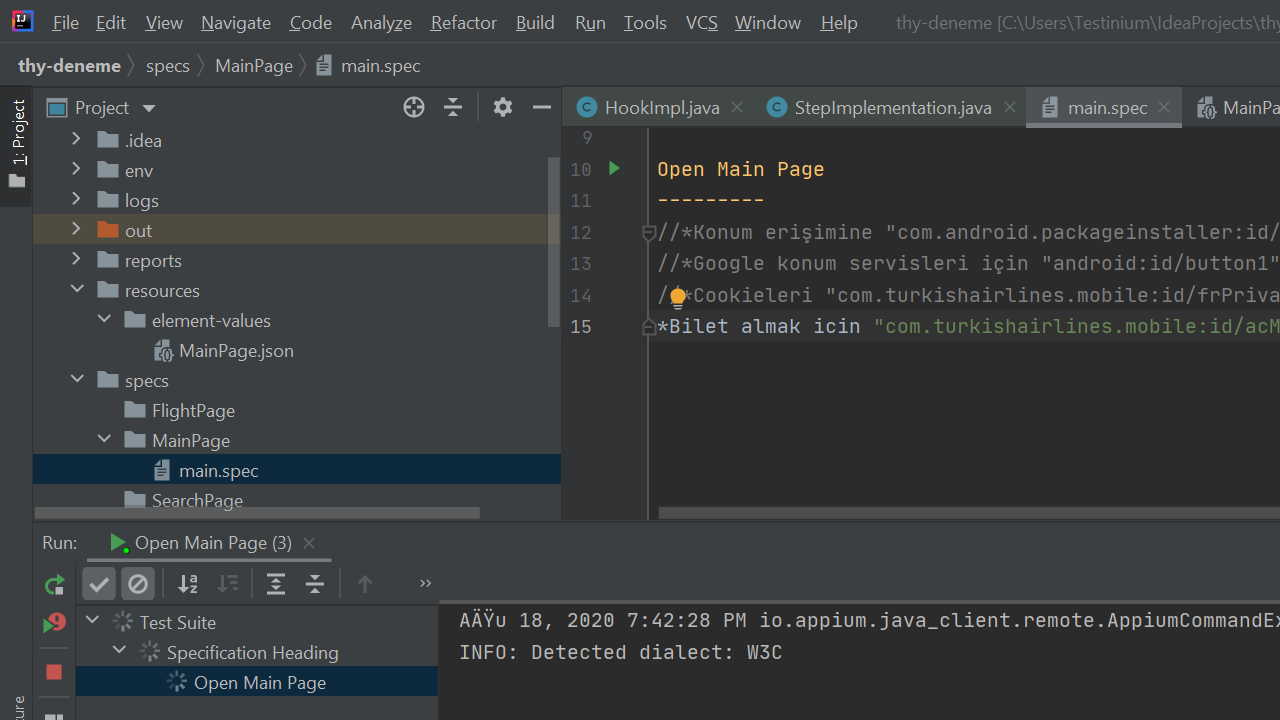 File Edit View Navigate Code Analyze Refactor Build Run Tools VCS Window Help thy-deneme [C:\Users\Testinium\IdeaProjects\thy
thy-deneme specs MainPage main.spec
1: Project
Project
.idea
env
logs
out
reports
resources
element-values
MainPage.json
specs
FlightPage
MainPage
main.spec
SearchPage
HookImpl.java StepImplementation.java main.spec MainPa
9
10 Open Main Page
11 ---------
12 //*Konum erişimine "com.android.packageinstaller:id/
13 //*Google konum servisleri için "android:id/button1"
14 //*Cookieleri "com.turkishairlines.mobile:id/frPriva
15 *Bilet almak icin "com.turkishairlines.mobile:id/acM
Run: Open Main Page (3)
Test Suite
Specification Heading
Open Main Page
AÄŸu 18, 2020 7:42:28 PM io.appium.java_client.remote.AppiumCommandEx
INFO: Detected dialect: W3C